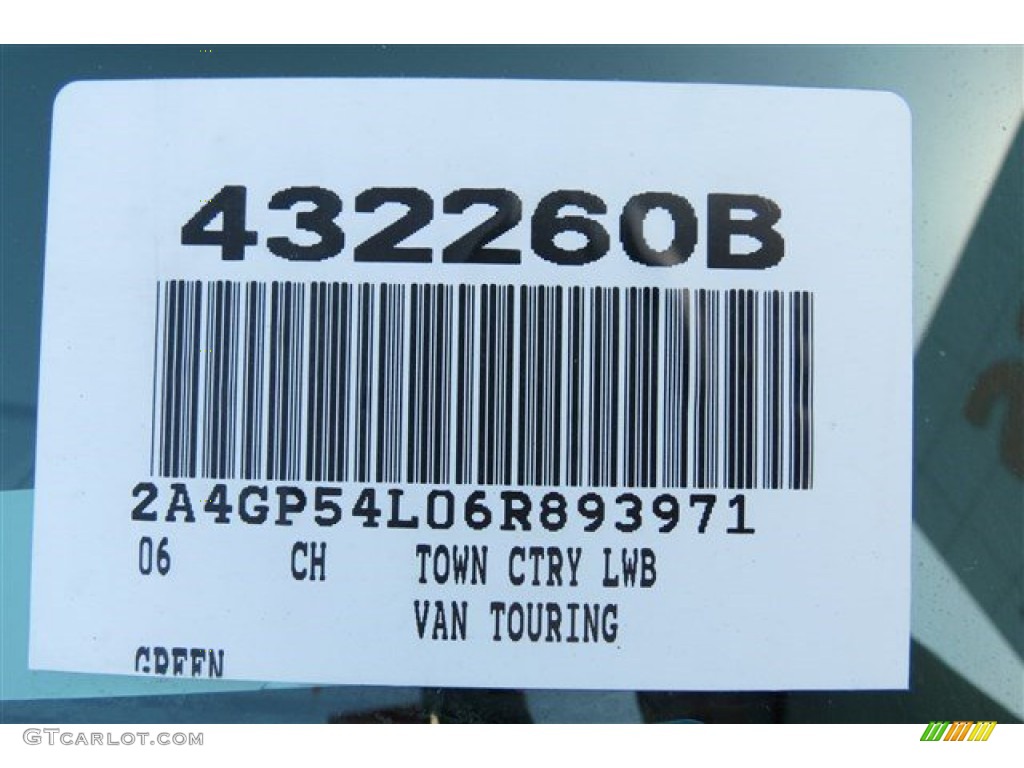 432260B
2A4GP54L06R893971
06 CH TOWN CTRY LWB
VAN TOURING
GREEN
GTCARLOT.COM